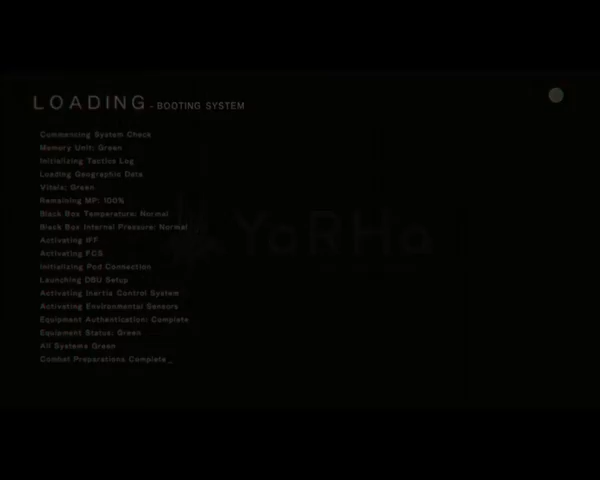 LOADING - BOOTING SYSTEM
Commencing System Check
Memory Unit: Green
Initializing Tactics Log
Loading Geographic Data
Vitals: Green
Remaining MP: 100%
Black Box Temperature: Normal
Black Box Internal Pressure: Normal
YoRHa
Activating IFF
Activating FCS
Initializing Pod Connection
Launching DBU Setup
Activating Inertia Control System
Activating Environmental Sensors
Equipment Authentication: Complete
Equipment Status: Green
All Systems Green
Combat Preparations Complete_